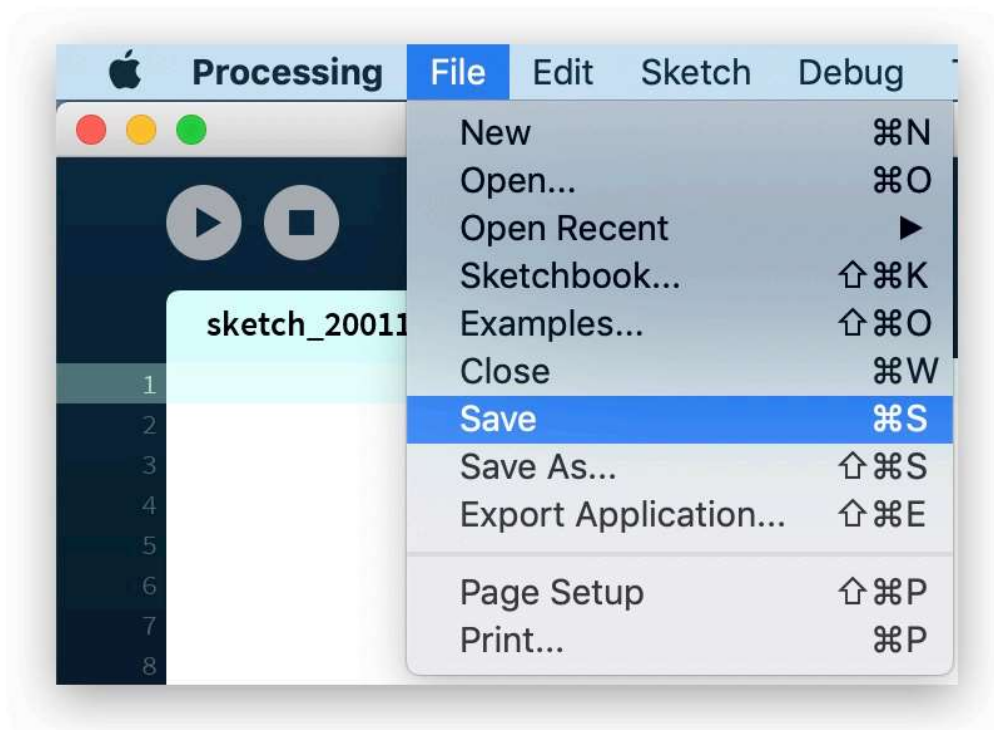 Processing File Edit Sketch Debug
New ⌘N
Open... ⌘O
Open Recent ▶
Sketchbook... ⇧⌘K
sketch_20011
Examples... ⇧⌘O
Close ⌘W
1
Save ⌘S
2
Save As... ⇧⌘S
3
Export Application... ⇧⌘E
4
5
Page Setup ⇧⌘P
6
Print... ⌘P
7
8